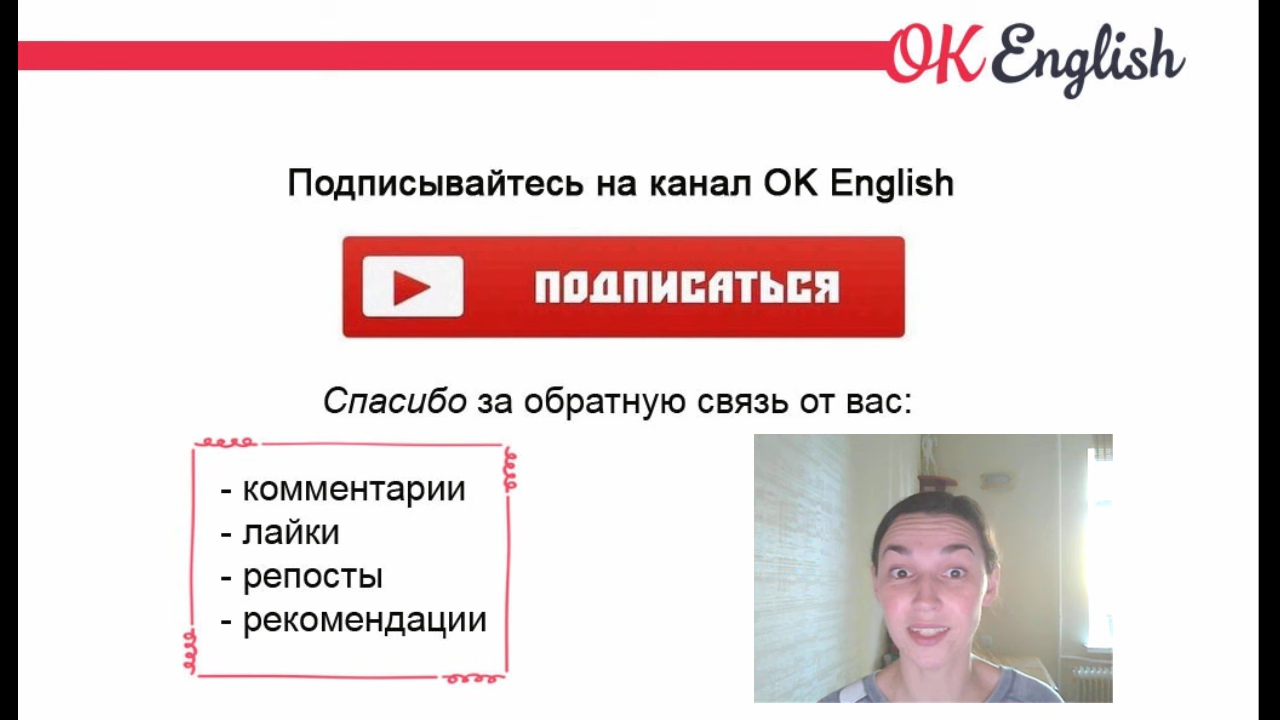 OK English
Подписывайтесь на канал OK English
ПОДПИСАТЬСЯ
Спасибо за обратную связь от вас:
- комментарии
- лайки
- репосты
- рекомендации